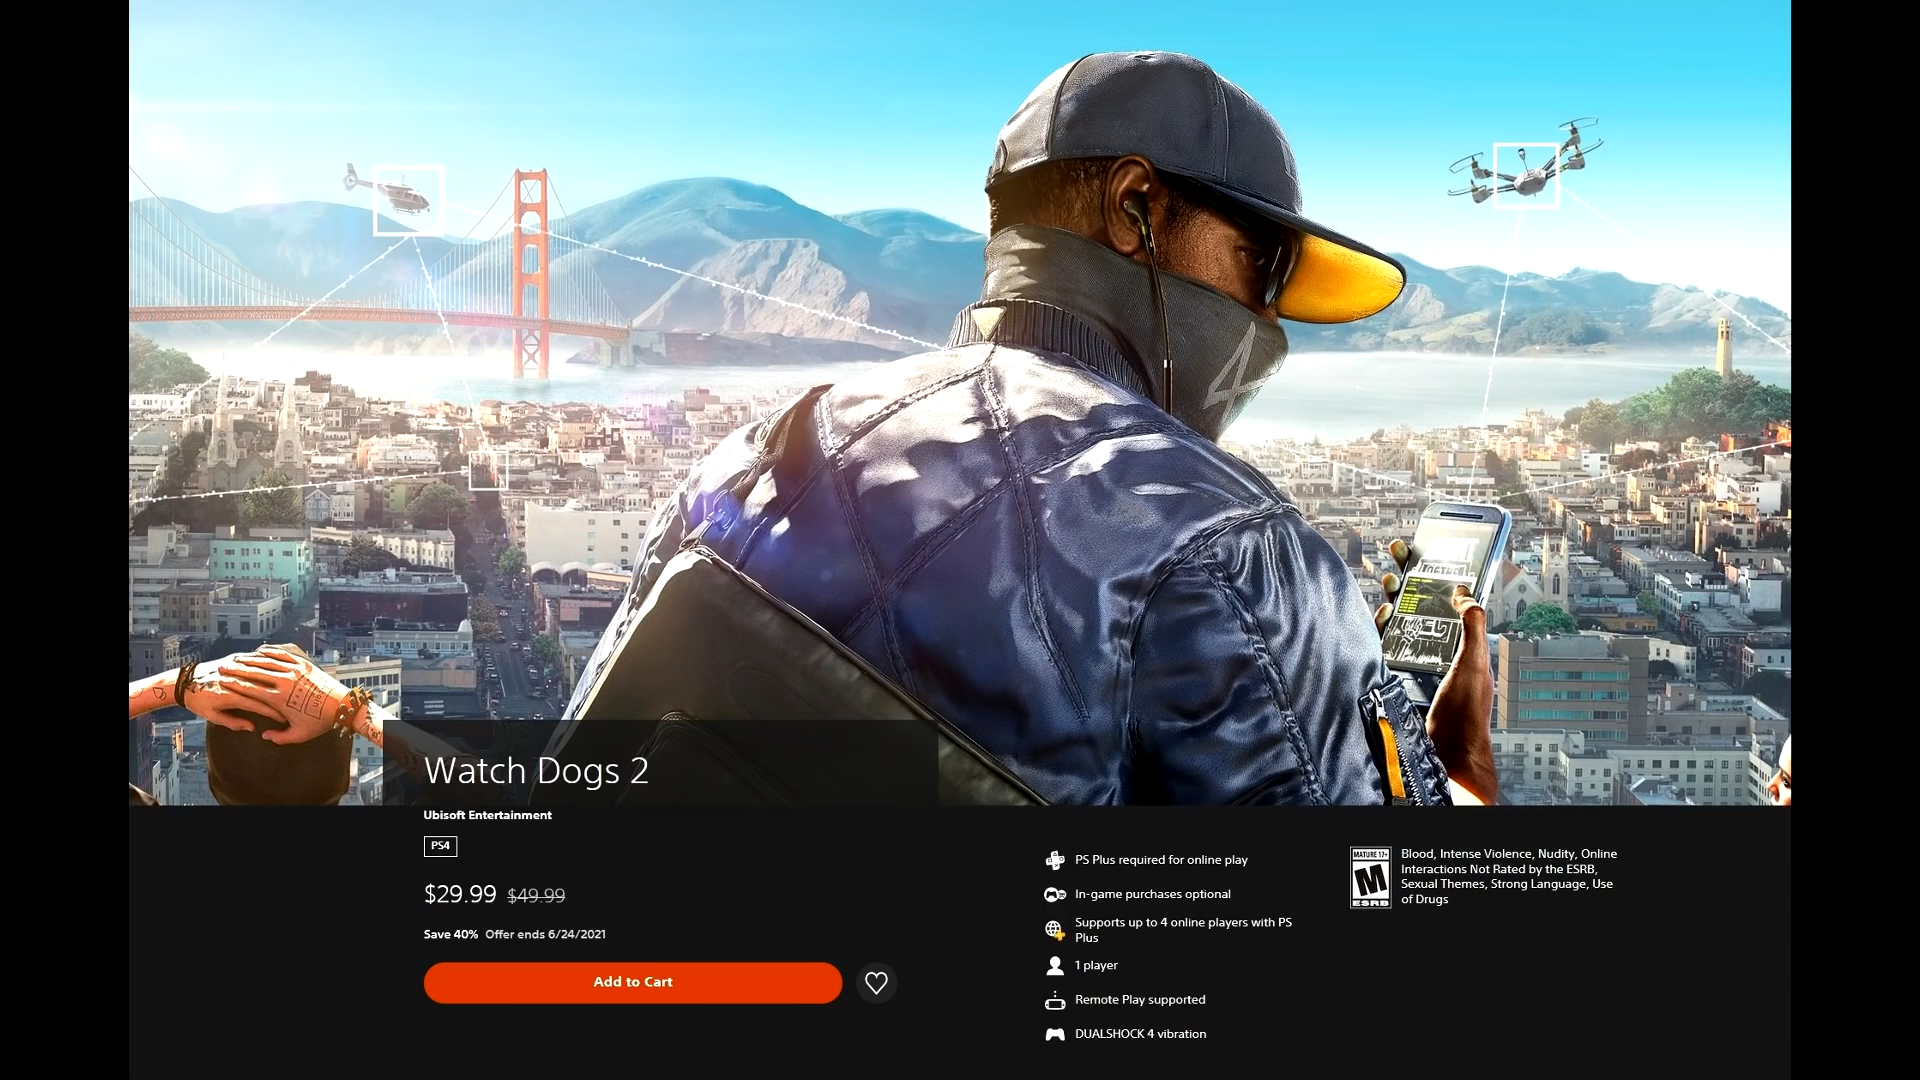 Watch Dogs 2
Ubisoft Entertainment
PS4
$29.99 $49.99
Save 40% Offer ends 6/24/2021
Add to Cart
PS Plus required for online play
In-game purchases optional
Supports up to 4 online players with PS
Plus
1 player
Remote Play supported
DUALSHOCK 4 vibration
MATURE 17+
M
ESRB
Blood, Intense Violence, Nudity, Online
Interactions Not Rated by the ESRB,
Sexual Themes, Strong Language, Use
of Drugs